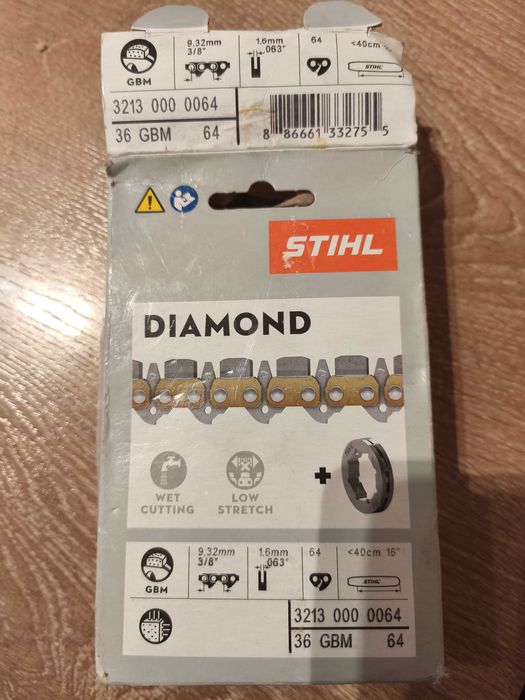 9.32mm 1.6mm 64 <40cm 16"
3/8" .063"
STIHL
GBM
3213 000 0064
36 GBM 64
8 86661 33275 5
STIHL
DIAMOND
WET LOW
CUTTING STRETCH
+
9,32mm 1.6mm 64 <40cm 16"
3/8" .063"
STIHL
GBM
3213 000 0064
36 GBM 64